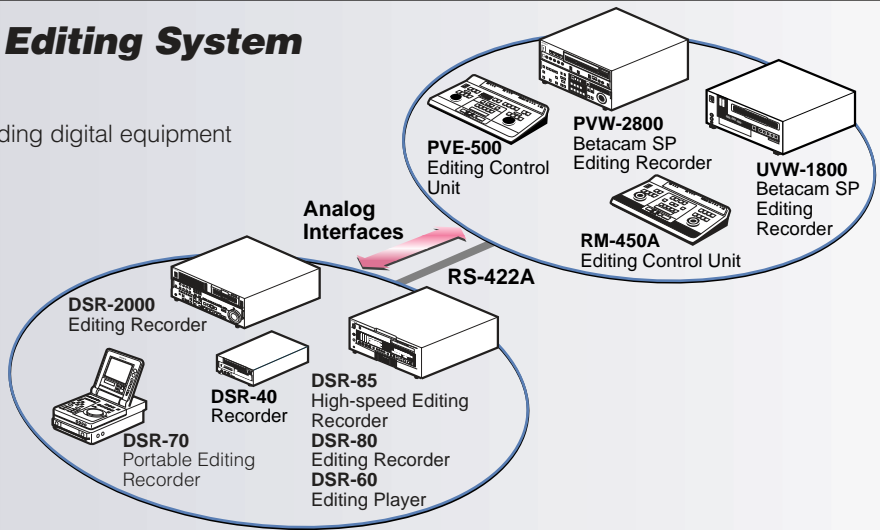 Editing System
ding digital equipment
PVE-500
Editing Control
Unit
PVW-2800
Betacam SP
Editing Recorder
UVW-1800
Betacam SP
Editing
Recorder
RM-450A
Editing Control Unit
Analog
Interfaces
RS-422A
DSR-2000
Editing Recorder
DSR-40
Recorder
DSR-70
Portable Editing
Recorder
DSR-85
High-speed Editing
Recorder
DSR-80
Editing Recorder
DSR-60
Editing Player